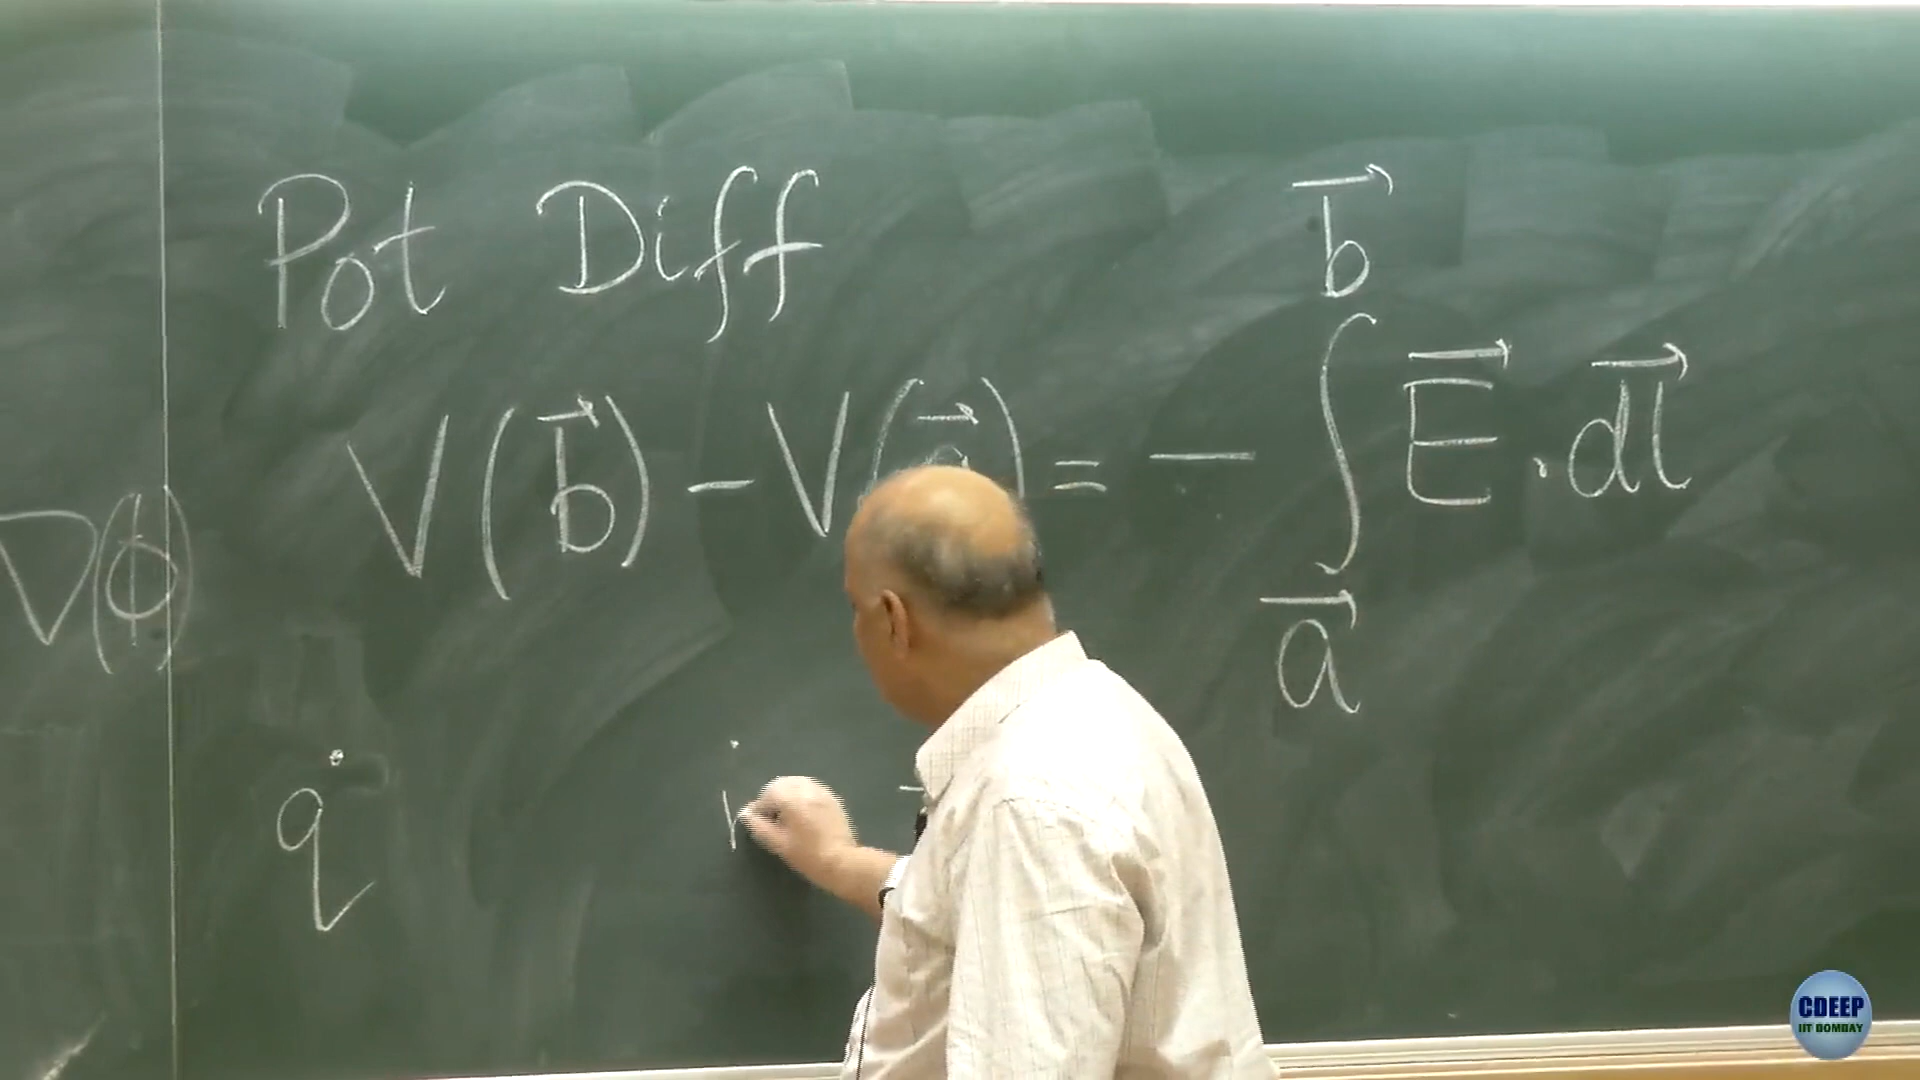 Pot Diff
V(b⃗) - V(a⃗) = - ∫ₐ⃗^b⃗ E⃗ · dl⃗
D(ϕ)
q
CDEEP
IIT BOMBAY